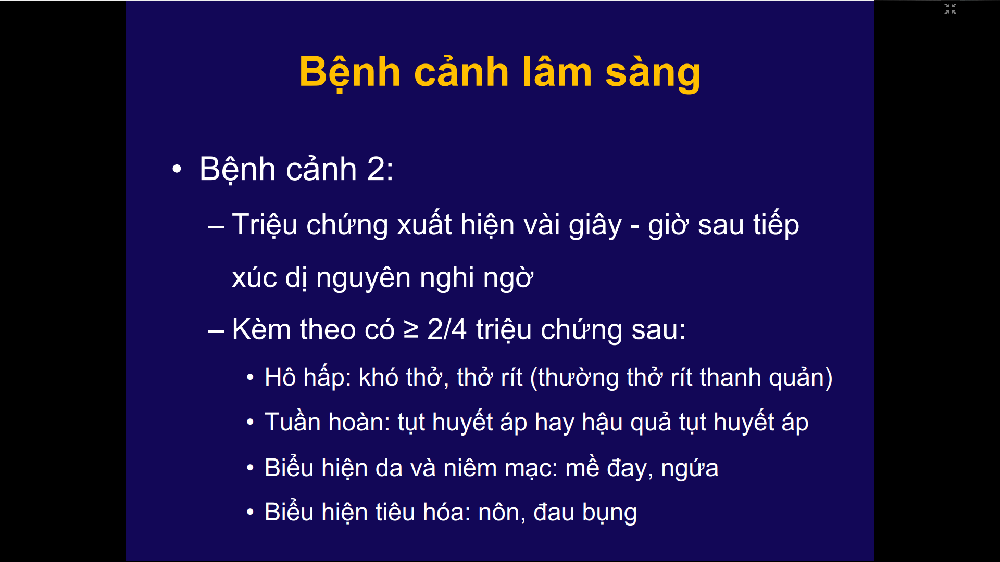 Bệnh cảnh lâm sàng
• Bệnh cảnh 2:
– Triệu chứng xuất hiện vài giây - giờ sau tiếp
xúc dị nguyên nghi ngờ
– Kèm theo có ≥ 2/4 triệu chứng sau:
• Hô hấp: khó thở, thở rít (thường thở rít thanh quản)
• Tuần hoàn: tụt huyết áp hay hậu quả tụt huyết áp
• Biểu hiện da và niêm mạc: mề đay, ngứa
• Biểu hiện tiêu hóa: nôn, đau bụng